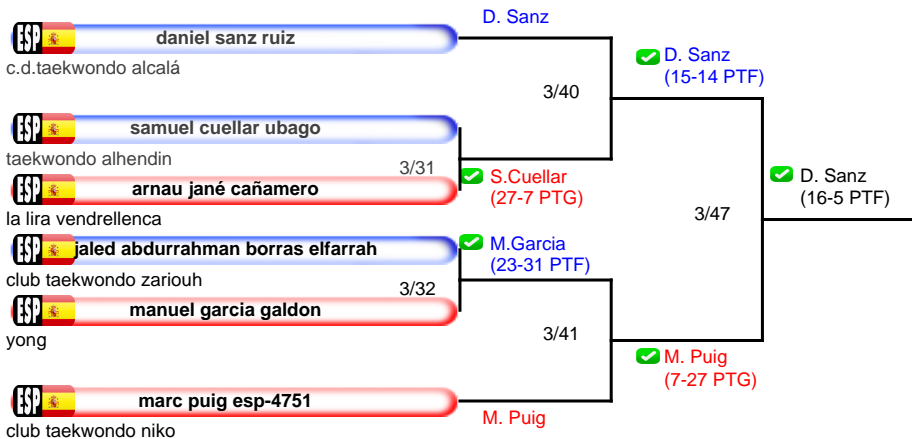 D. Sanz
ESP daniel sanz ruiz
c.d.taekwondo alcalá
D. Sanz
(15-14 PTF)
3/40
ESP samuel cuellar ubago
taekwondo alhendin
3/31
ESP arnau jané cañamero
la lira vendrellenca
S.Cuellar
(27-7 PTG)
D. Sanz
(16-5 PTF)
3/47
ESP jaled abdurrahman borras elfarrah
club taekwondo zariouh
M.Garcia
(23-31 PTF)
3/32
ESP manuel garcia galdon
yong
3/41
M. Puig
(7-27 PTG)
ESP marc puig esp-4751
club taekwondo niko
M. Puig